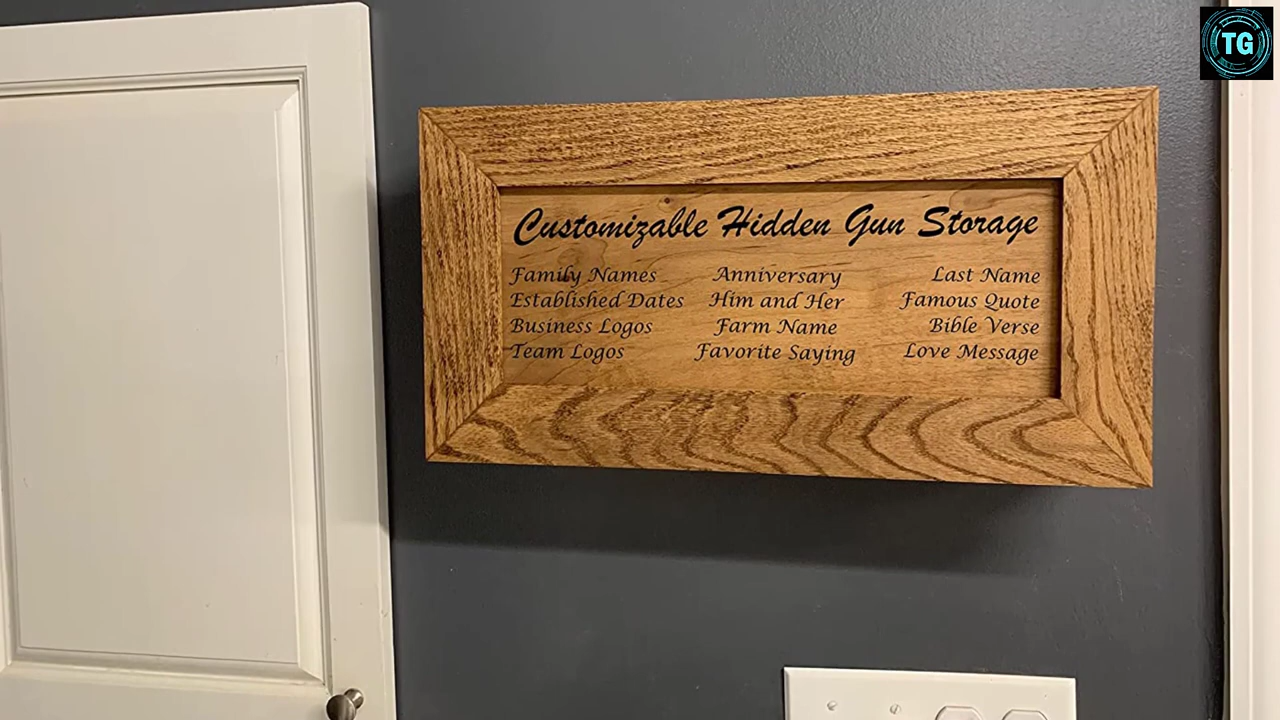 TG
Customizable Hidden Gun Storage
Family Names Anniversary Last Name
Established Dates Him and Her Famous Quote
Business Logos Farm Name Bible Verse
Team Logos Favorite Saying Love Message